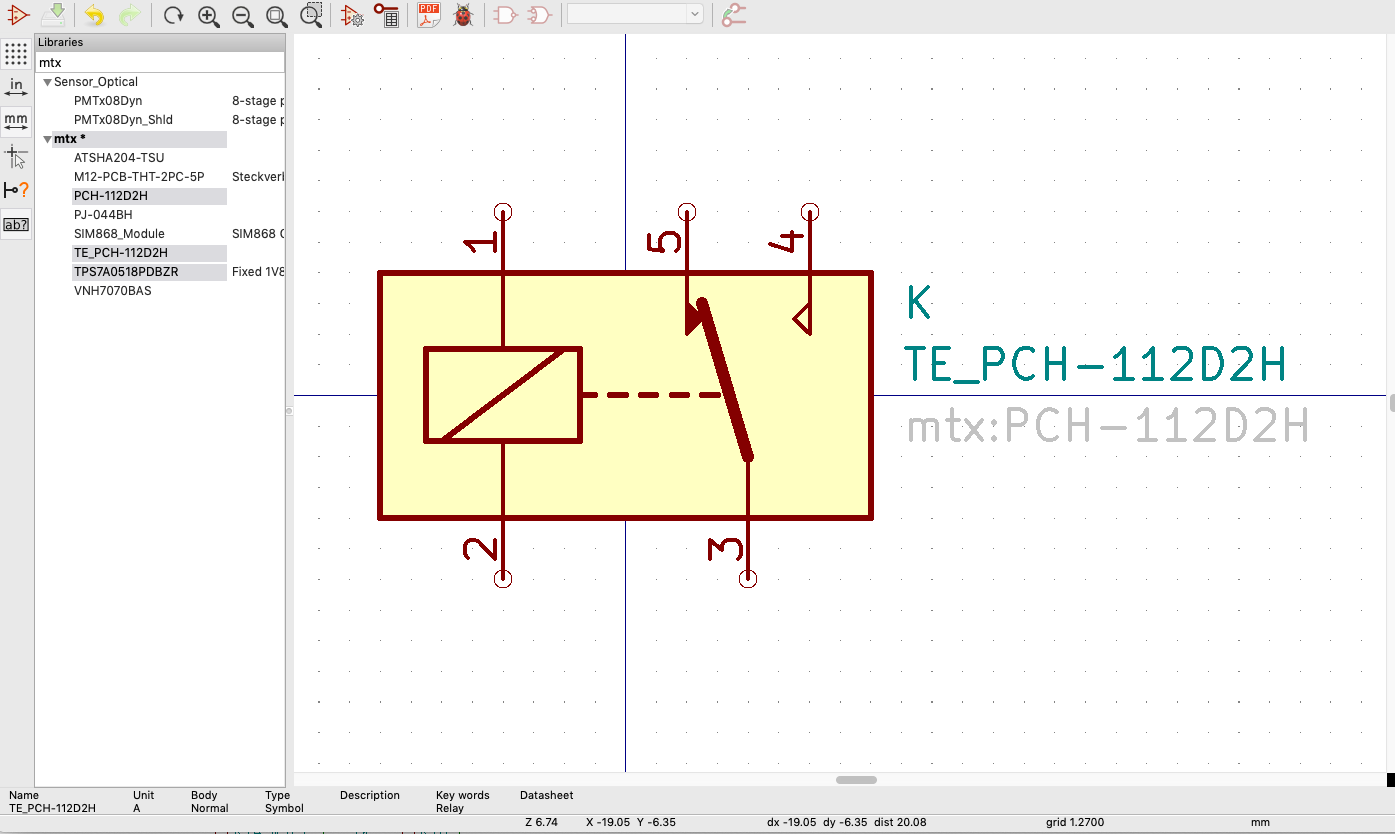 PDF
Libraries
mtx
in
mm
?
ab?
Sensor_Optical
PMTx08Dyn 8-stage p
PMTx08Dyn_Shld 8-stage p
mtx *
ATSHA204-TSU
M12-PCB-THT-2PC-5P Steckverl
PCH-112D2H
PJ-044BH
SIM868_Module SIM868 G
TE_PCH-112D2H
TPS7A0518PDBZR Fixed 1V8
VNH7070BAS
1 5 4
K
TE_PCH-112D2H
mtx:PCH-112D2H
2 3
Name Unit Body Type Description Key words Datasheet
TE_PCH-112D2H A Normal Symbol Relay
Z 6.74 X -19.05 Y -6.35 dx -19.05 dy -6.35 dist 20.08 grid 1.2700 mm